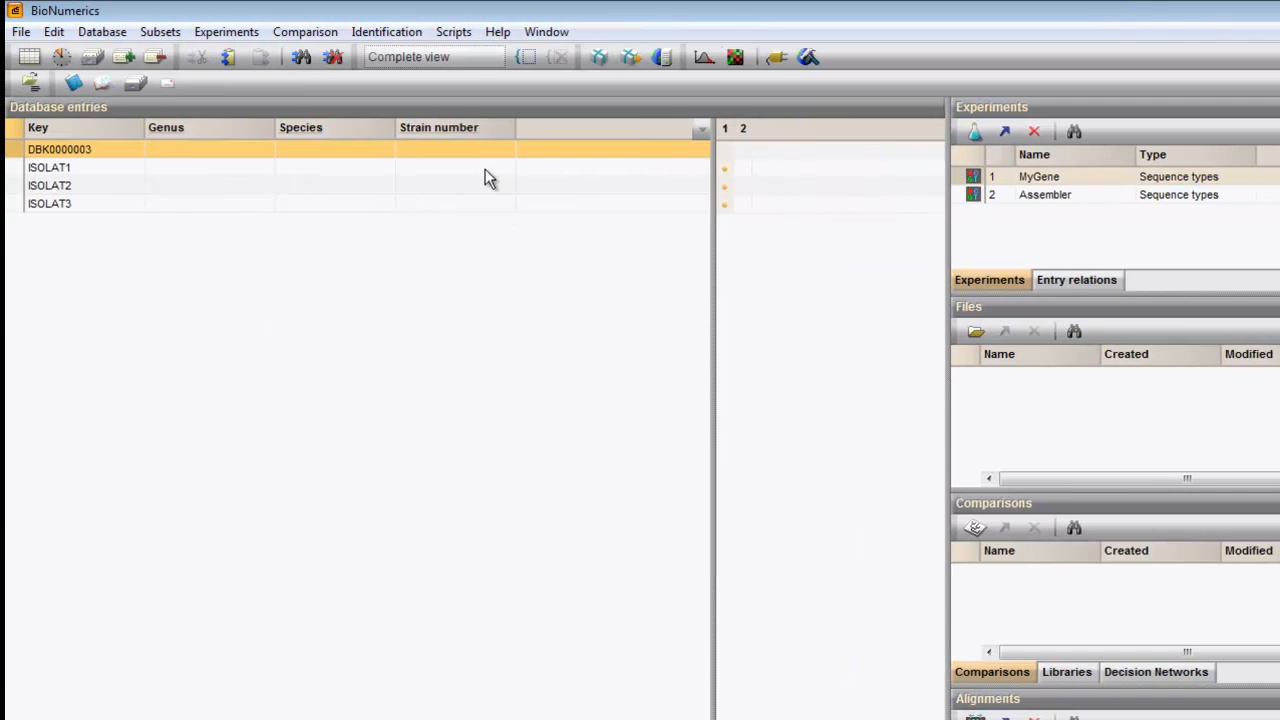 BioNumerics
File Edit Database Subsets Experiments Comparison Identification Scripts Help Window
Complete view
Database entries
Key Genus Species Strain number 1 2
DBK0000003
ISOLAT1
ISOLAT2
ISOLAT3
Experiments
Name Type
1 MyGene Sequence types
2 Assembler Sequence types
Experiments Entry relations
Files
Name Created Modified
Comparisons
Name Created Modified
Comparisons Libraries Decision Networks
Alignments